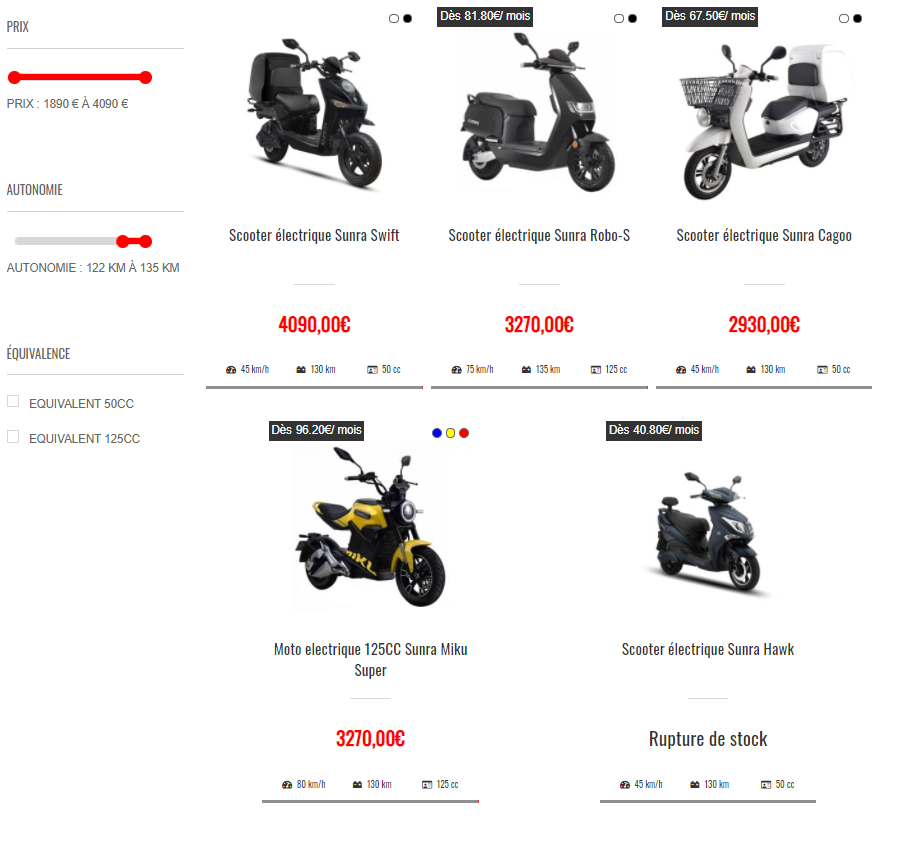 PRIX
PRIX : 1890 € À 4090 €
AUTONOMIE
AUTONOMIE : 122 KM À 135 KM
ÉQUIVALENCE
EQUIVALENT 50CC
EQUIVALENT 125CC
Scooter électrique Sunra Swift
4090,00€
45 km/h 130 km 50 cc
Dès 81.80€/ mois
Scooter électrique Sunra Robo-S
3270,00€
75 km/h 135 km 125 cc
Dès 67.50€/ mois
Scooter électrique Sunra Cagoo
2930,00€
45 km/h 130 km 50 cc
Dès 96.20€/ mois
MIKU
Moto electrique 125CC Sunra Miku
Super
3270,00€
80 km/h 130 km 125 cc
Dès 40.80€/ mois
Scooter électrique Sunra Hawk
Rupture de stock
45 km/h 130 km 50 cc